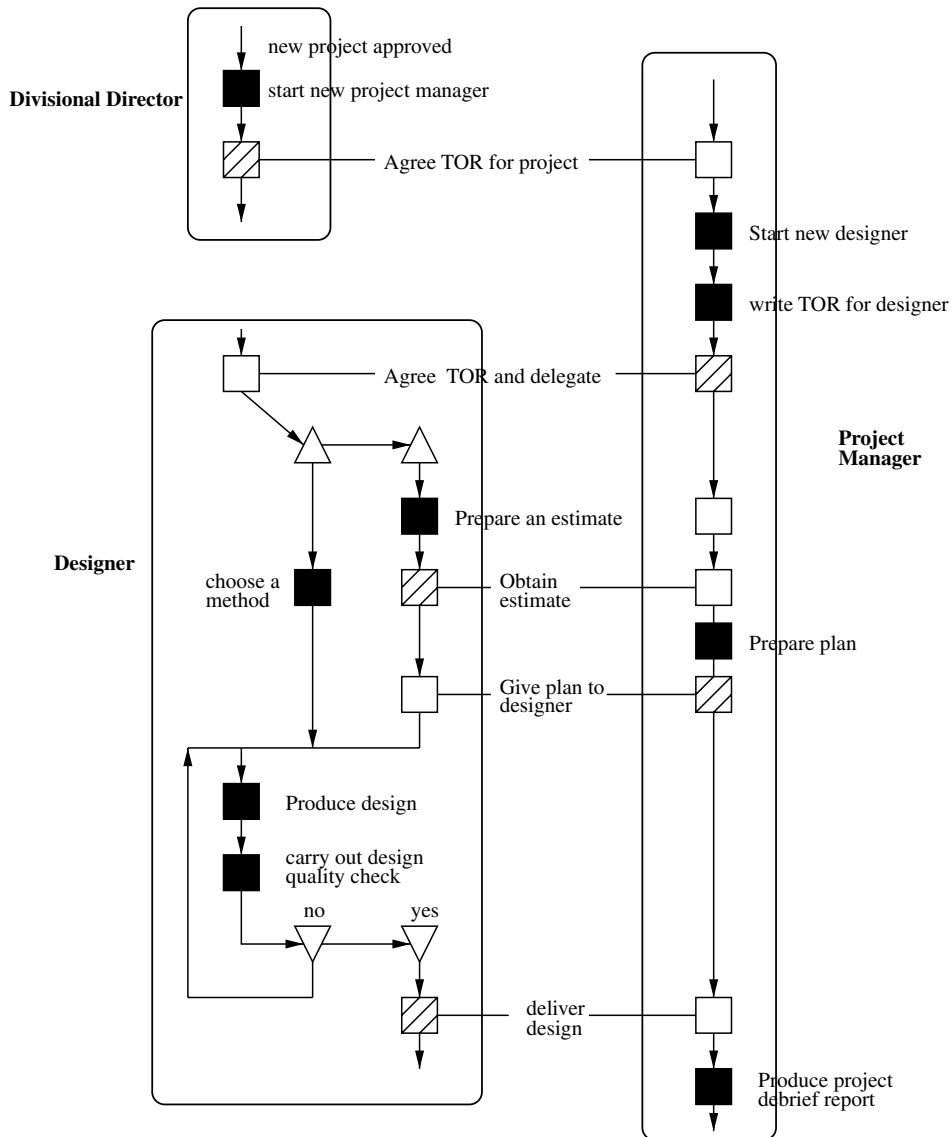 new project approved
Divisional Director
start new project manager
Agree TOR for project
Start new designer
write TOR for designer
Agree TOR and delegate
Project
Manager
Prepare an estimate
Designer
choose a
method
Obtain
estimate
Prepare plan
Give plan to
designer
Produce design
carry out design
quality check
no
yes
deliver
design
Produce project
debrief report